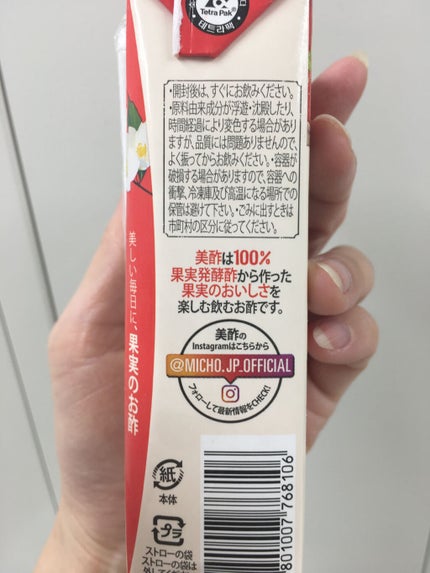 Tetra Pak®
테트라팩
・開封後は、すぐにお飲みください。
・原料由来成分が浮遊・沈殿したり、
時間経過により変色する場合があり
ますが、品質には問題ありませんので、
よく振ってからお飲みください。・容器が
破損する場合がありますので、容器への
衝撃、冷凍庫及び高温になる場所での
保管は避けて下さい。・ごみに出すときは
市町村の区分に従ってください。
美酢は100%
果実発酵酢から作った
果実のおいしさを
楽しむ飲むお酢です。
美酢の
Instagramはこちらから
@MICHO.JP.OFFICIAL
フォローして最新情報をCHECK!
美しい毎日に、果実のお酢
紙
本体
プラ
ストローの袋
ストローの袋は
801007768106